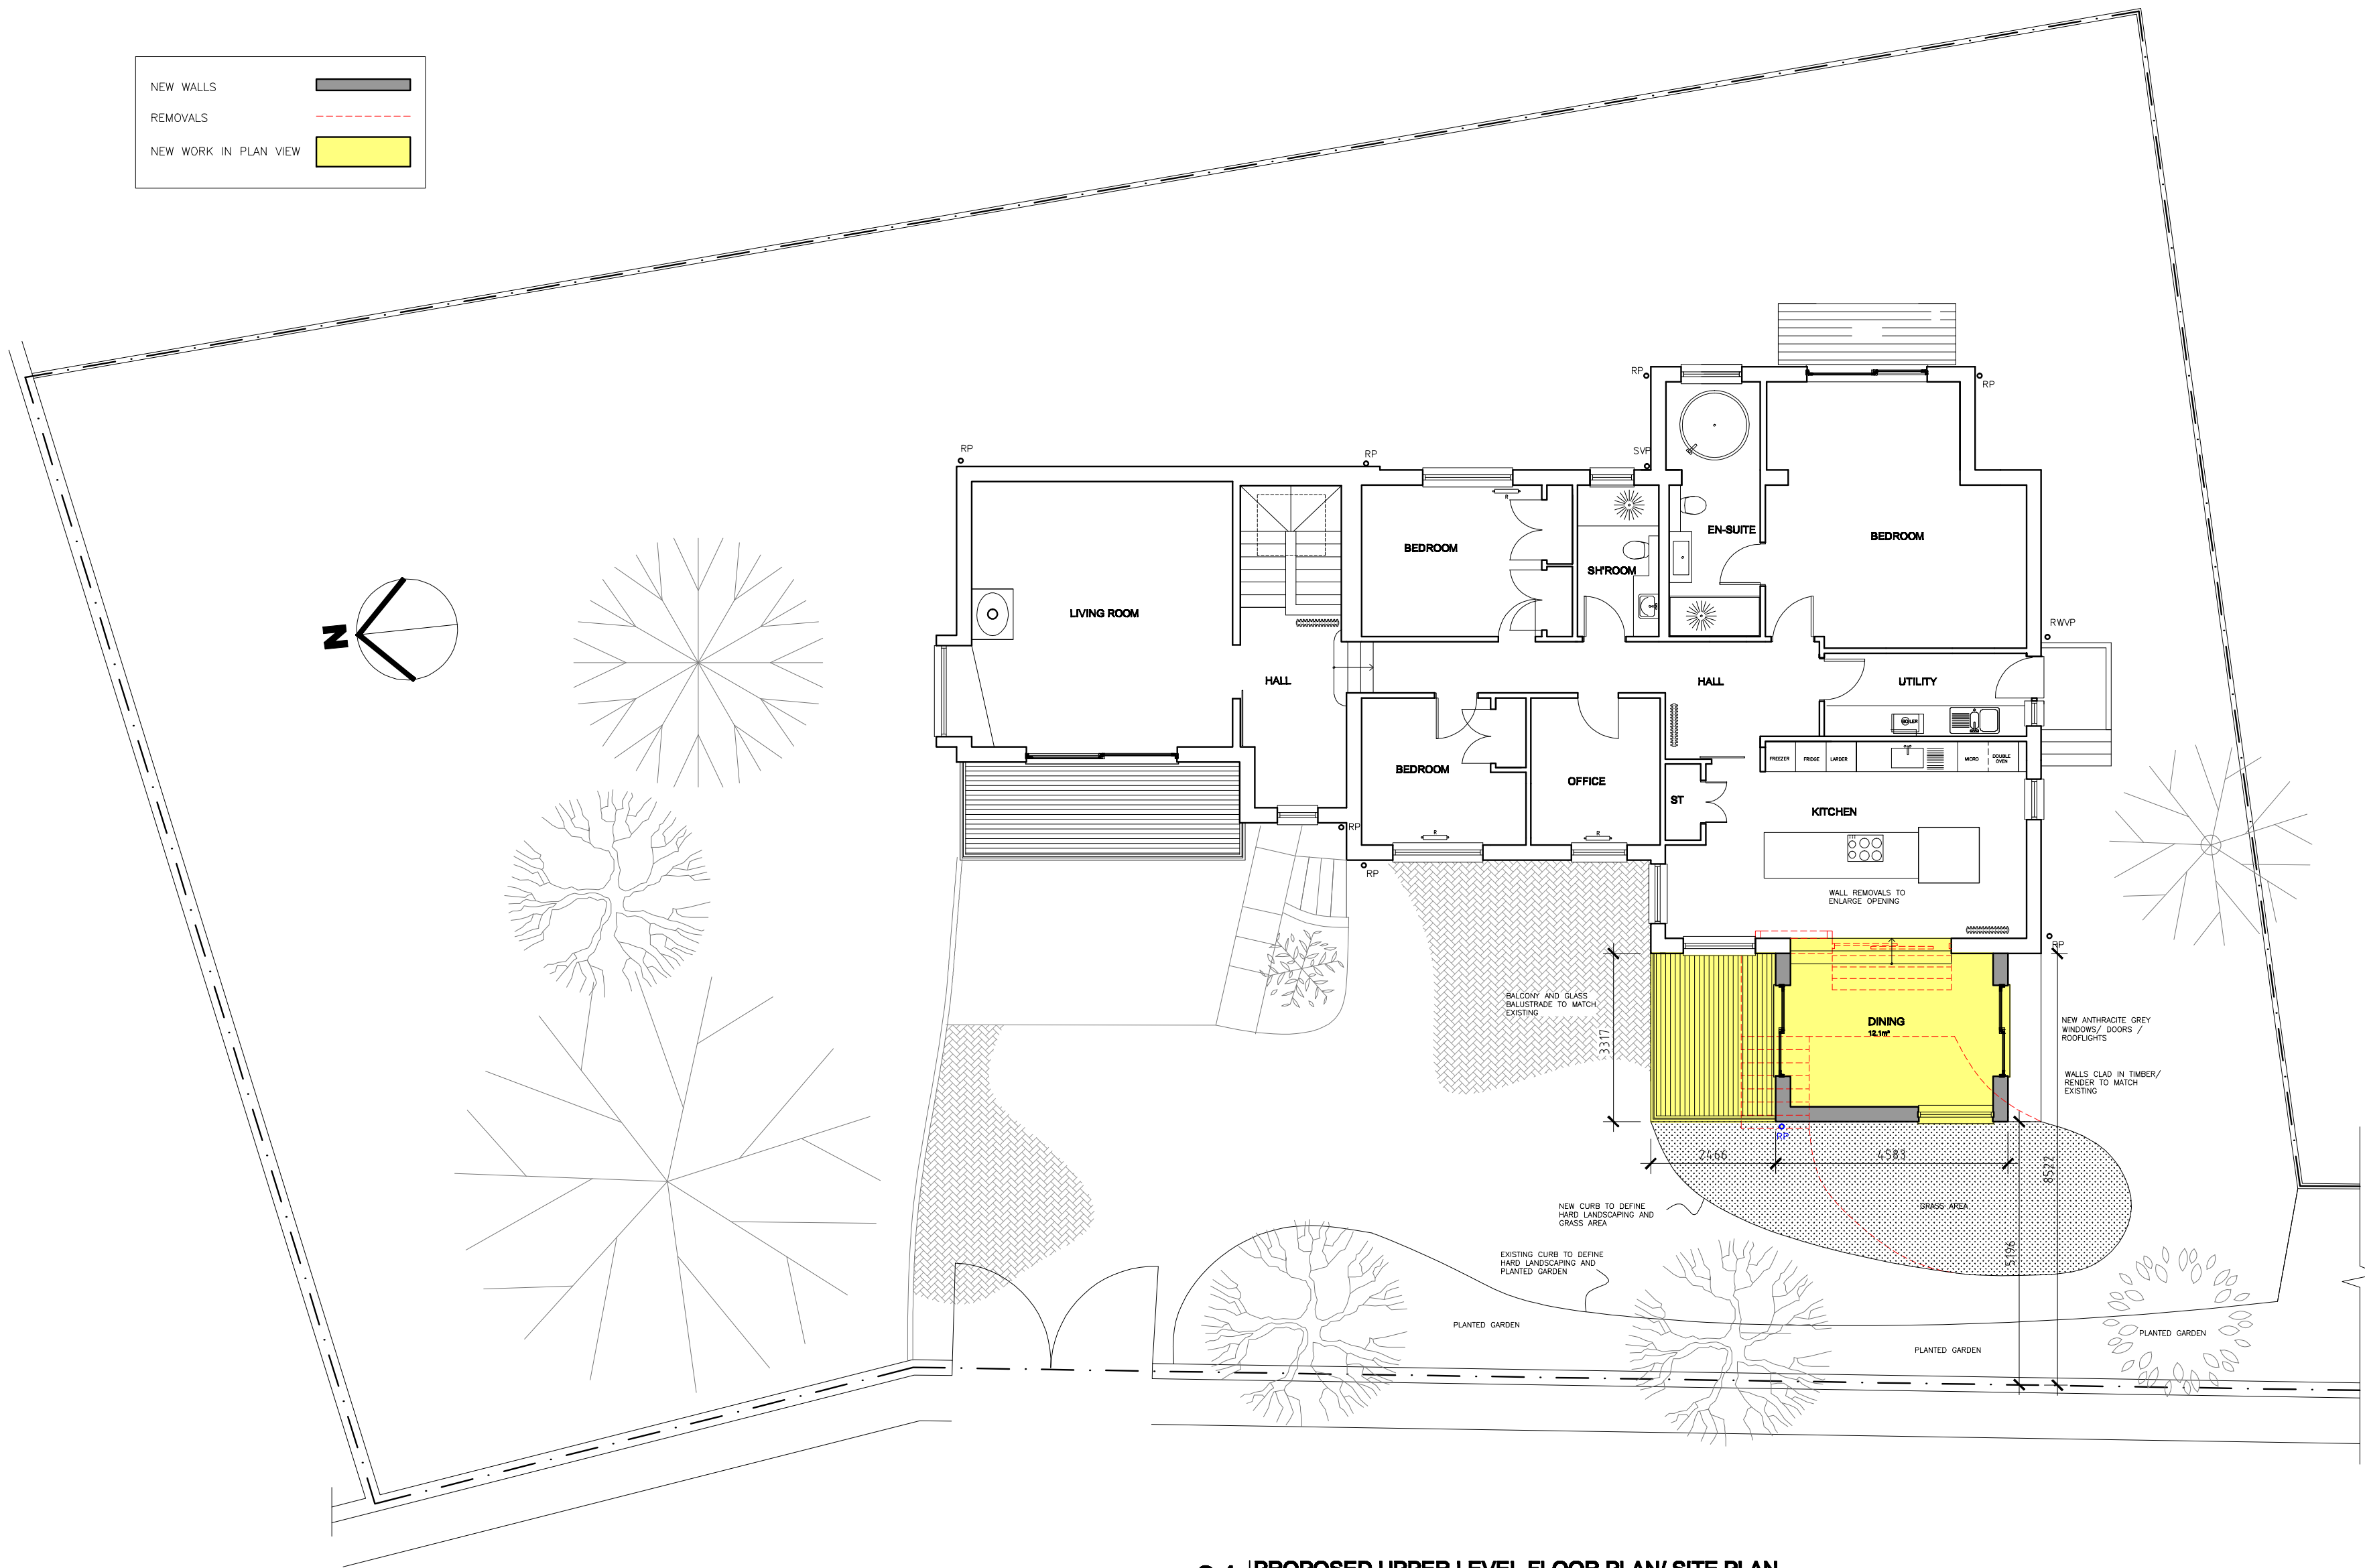 NEW WALLS
REMOVALS
NEW WORK IN PLAN VIEW
N
RP
RP
RP
SVP
RP
RP
RP
RWVP
RP
RP
LIVING ROOM
HALL
BEDROOM
R
SH'ROOM
EN-SUITE
BEDROOM
HALL
UTILITY
BOILER
BEDROOM
R
OFFICE
R
ST
FREEZER
FRIDGE
LARDER
MICRO
DOUBLE
OVEN
KITCHEN
WALL REMOVALS TO
ENLARGE OPENING
BALCONY AND GLASS
BALUSTRADE TO MATCH
EXISTING
3317
DINING
12.1m²
NEW ANTHRACITE GREY
WINDOWS/ DOORS /
ROOFLIGHTS
WALLS CLAD IN TIMBER/
RENDER TO MATCH
EXISTING
2466
4583
8522
5196
NEW CURB TO DEFINE
HARD LANDSCAPING AND
GRASS AREA
GRASS AREA
EXISTING CURB TO DEFINE
HARD LANDSCAPING AND
PLANTED GARDEN
PLANTED GARDEN
PLANTED GARDEN
PLANTED GARDEN
PROPOSED UPPER LEVEL FLOOR PLAN/ SITE PLAN